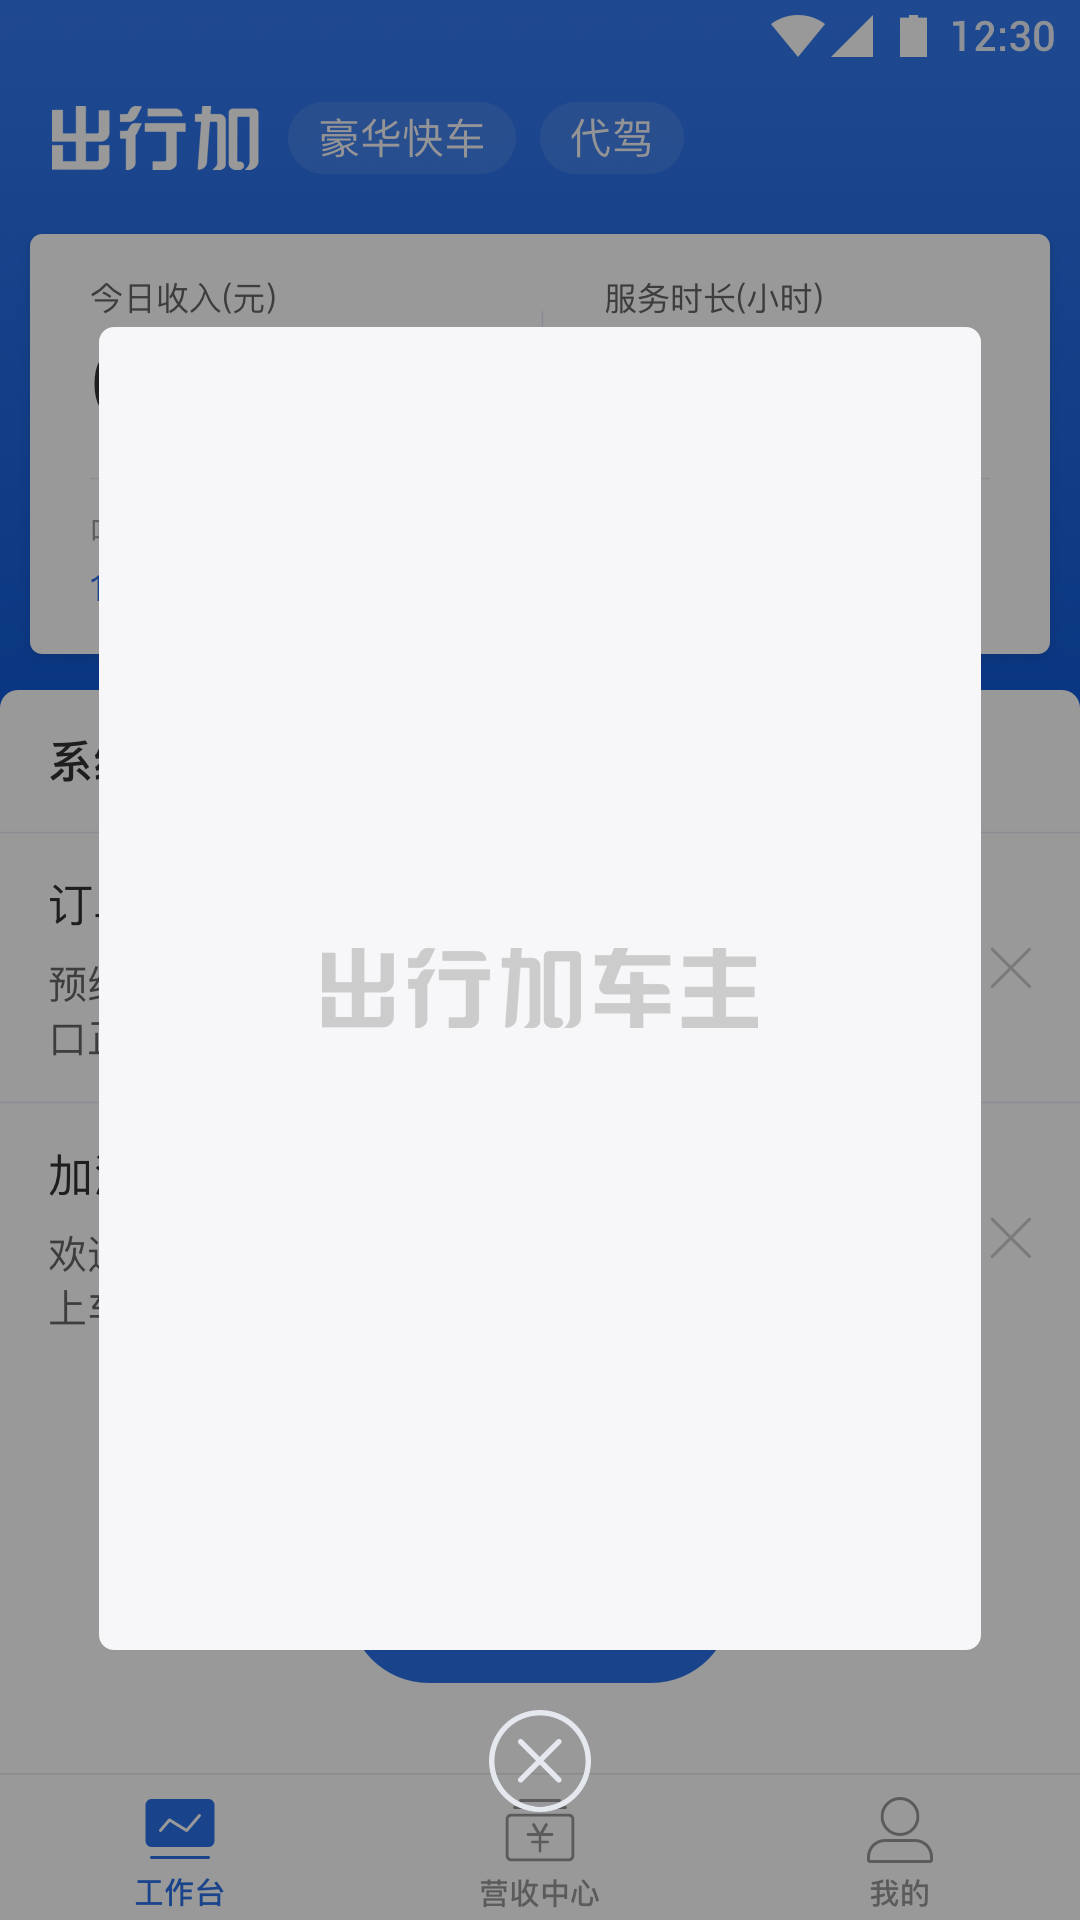 12:30
出行加 豪华快车 代驾
今日收入(元) 服务时长(小时)
系
订
预
口
加
欢
上
出行加车主
工作台 营收中心 我的